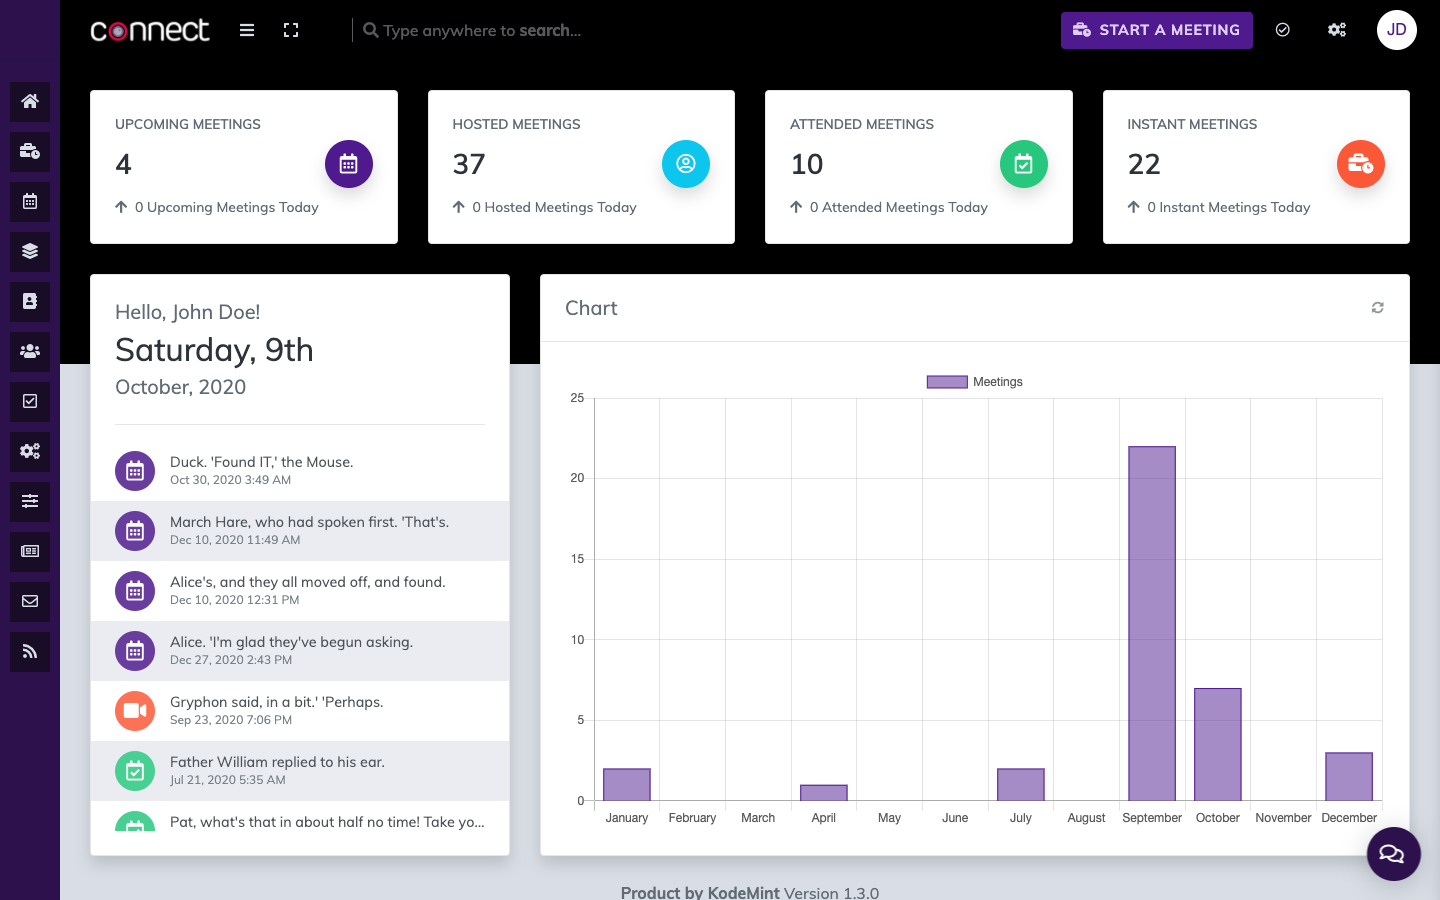 connect
Type anywhere to search...
START A MEETING
JD
UPCOMING MEETINGS
4
0 Upcoming Meetings Today
HOSTED MEETINGS
37
0 Hosted Meetings Today
ATTENDED MEETINGS
10
0 Attended Meetings Today
INSTANT MEETINGS
22
0 Instant Meetings Today
Hello, John Doe!
Saturday, 9th
October, 2020
Duck. 'Found IT,' the Mouse.
Oct 30, 2020 3:49 AM
March Hare, who had spoken first. 'That's.
Dec 10, 2020 11:49 AM
Alice's, and they all moved off, and found.
Dec 10, 2020 12:31 PM
Alice. 'I'm glad they've begun asking.
Dec 27, 2020 2:43 PM
Gryphon said, in a bit.' 'Perhaps.
Sep 23, 2020 7:06 PM
Father William replied to his ear.
Jul 21, 2020 5:35 AM
Pat, what's that in about half no time! Take yo...
Chart
Meetings
25
20
15
10
5
0
January February March April May June July August September October November December
Product by KodeMint Version 1.3.0